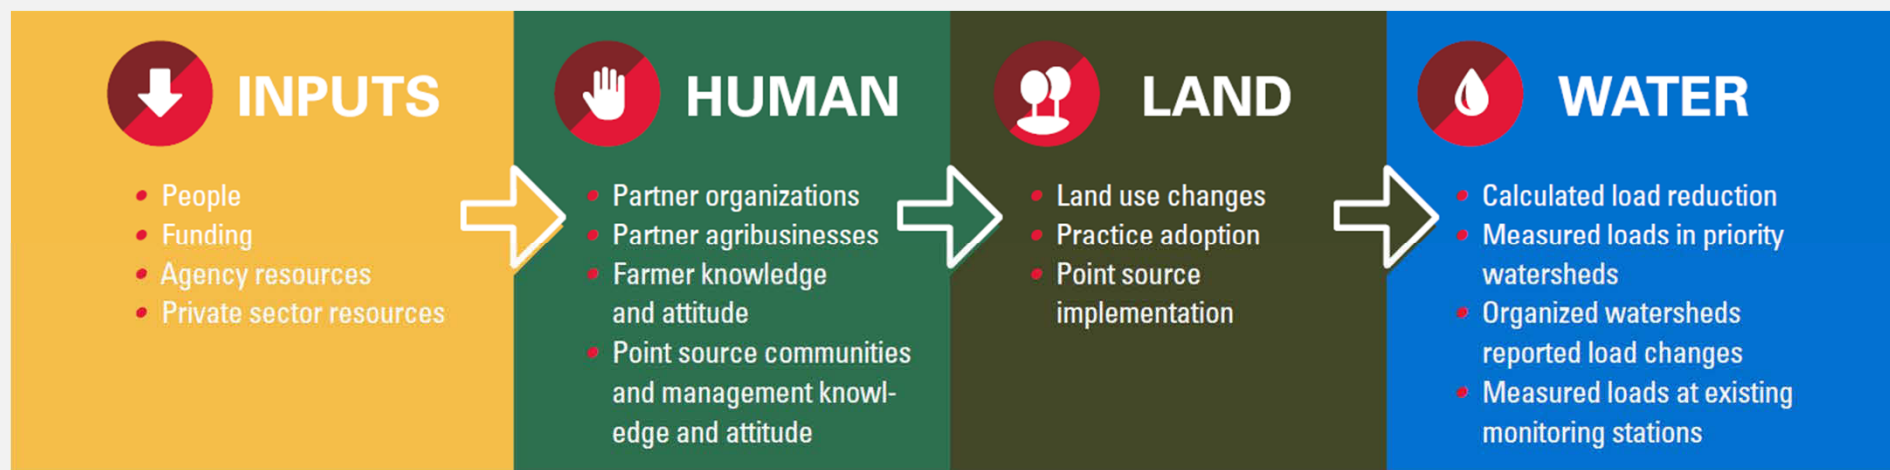 INPUTS
People
Funding
Agency resources
Private sector resources
HUMAN
Partner organizations
Partner agribusinesses
Farmer knowledge
and attitude
Point source communities
and management knowl-
edge and attitude
LAND
Land use changes
Practice adoption
Point source
implementation
WATER
Calculated load reduction
Measured loads in priority
watersheds
Organized watersheds
reported load changes
Measured loads at existing
monitoring stations